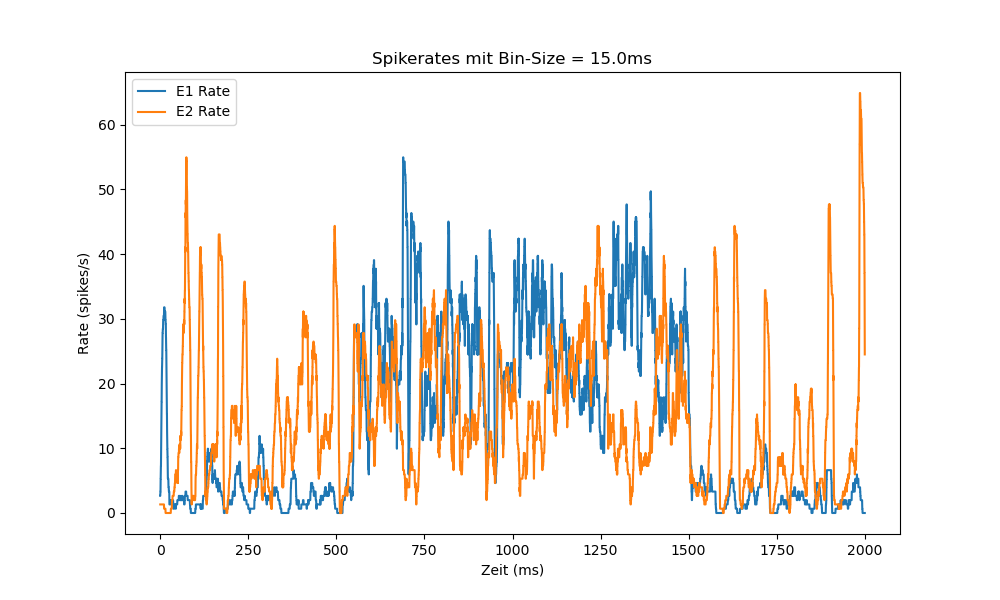 Spikerates mit Bin-Size = 15.0ms
E1 Rate
E2 Rate
60
50
40
30
20
10
0
Rate (spikes/s)
0 250 500 750 1000 1250 1500 1750 2000
Zeit (ms)